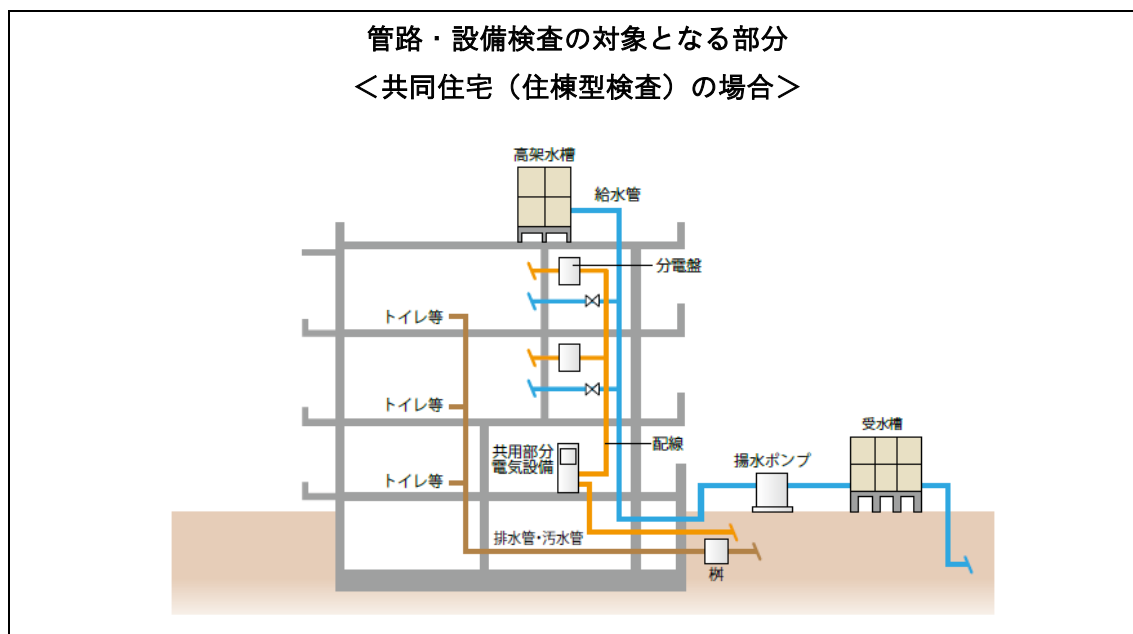 管路・設備検査の対象となる部分
＜共同住宅（住棟型検査）の場合＞
高架水槽
給水管
分電盤
トイレ等
トイレ等
配線
共用部分
電気設備
受水槽
揚水ポンプ
トイレ等
排水管・汚水管
桝